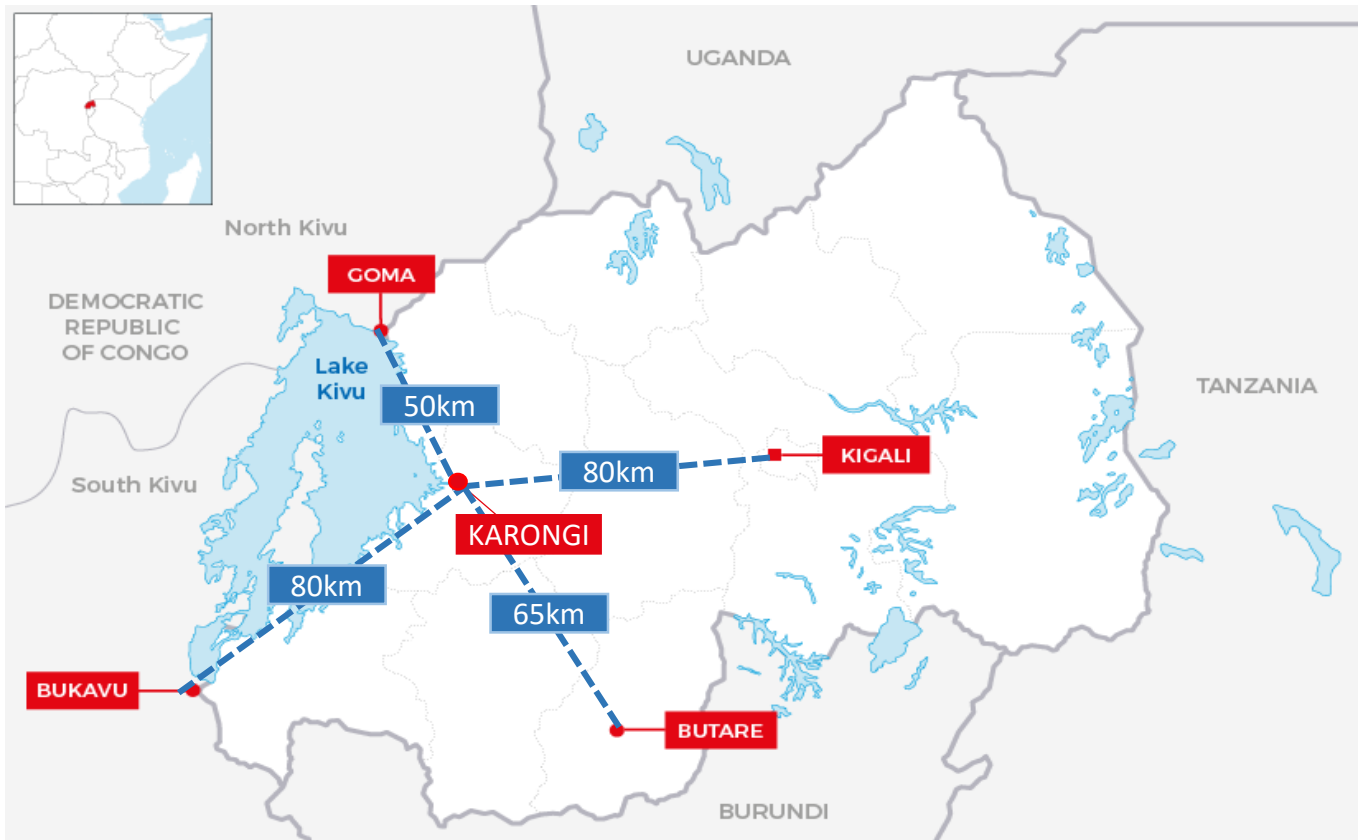 UGANDA
North Kivu
GOMA
DEMOCRATIC
REPUBLIC
OF CONGO
Lake
Kivu
TANZANIA
50km
KIGALI
80km
South Kivu
KARONGI
80km
65km
BUKAVU
BUTARE
BURUNDI